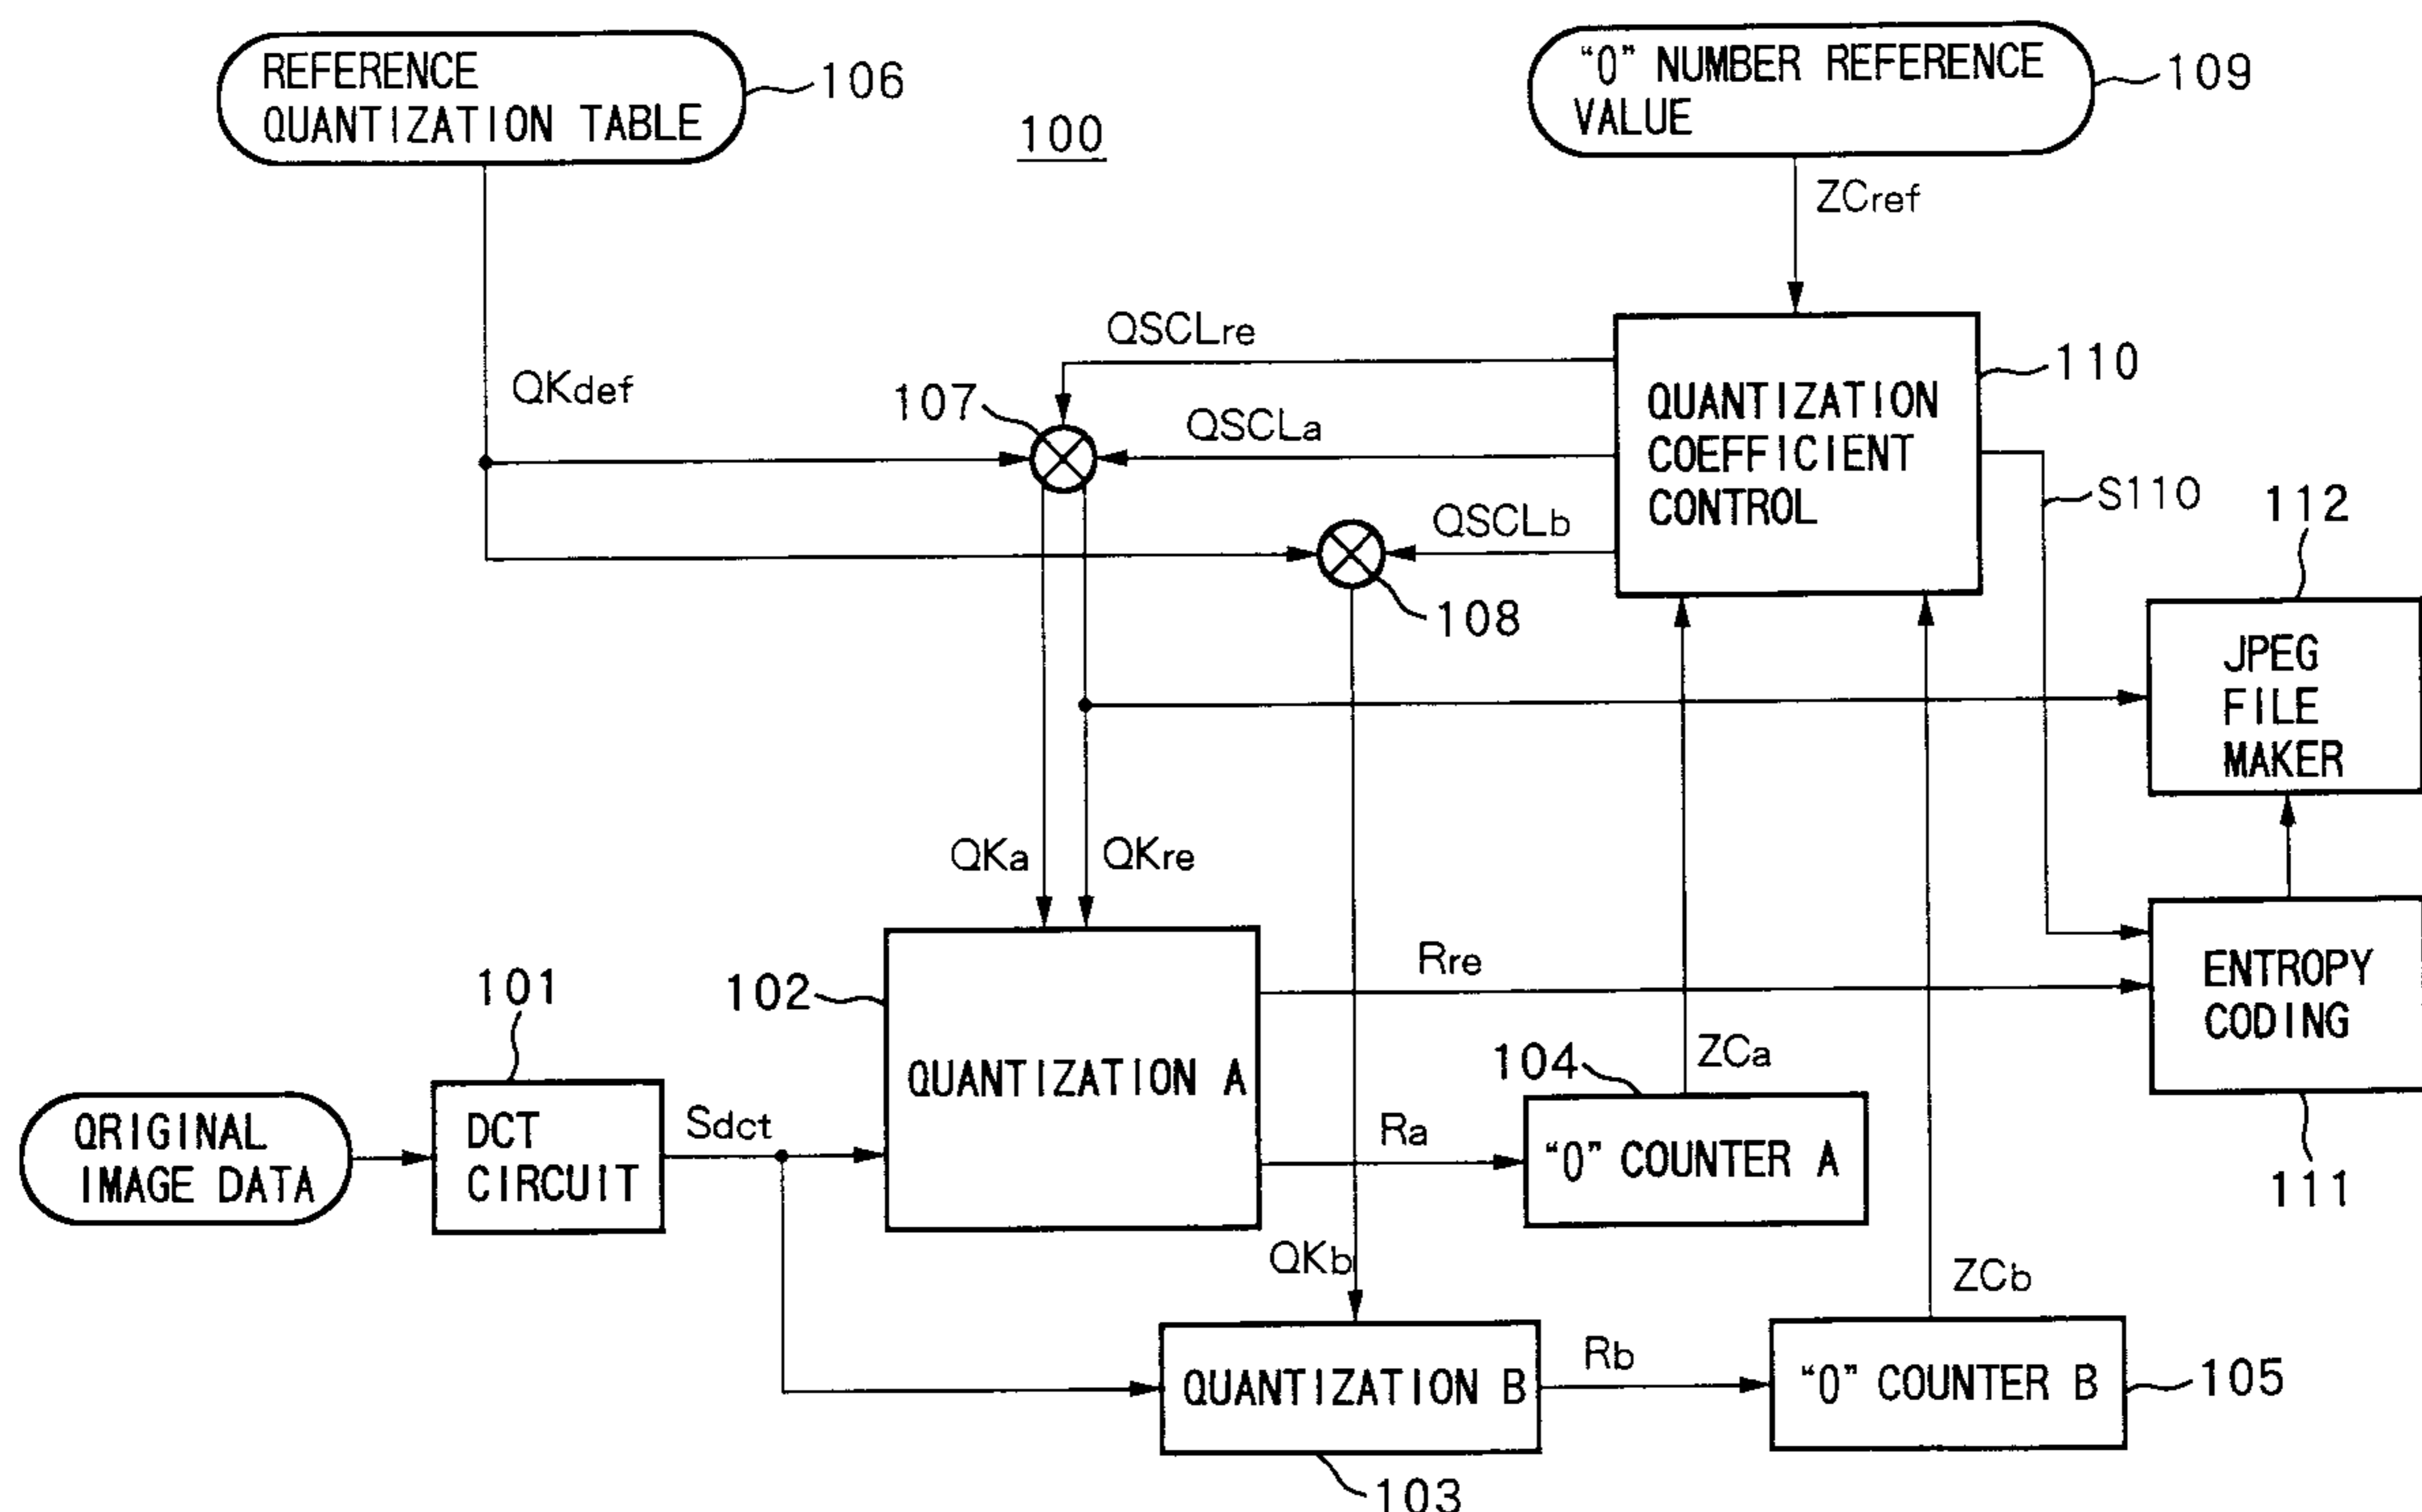 REFERENCE
QUANTIZATION TABLE
106
100
"0" NUMBER REFERENCE
VALUE
109
ZCref
QSCLre
QKdef
107
QSCLa
QSCLb
108
QUANTIZATION
COEFFICIENT
CONTROL
110
S110
112
JPEG
FILE
MAKER
QKa
QKre
101
102
QUANTIZATION A
Rre
ENTROPY
CODING
111
QRIGINAL
IMAGE DATA
DCT
CIRCUIT
Sdct
Ra
104
ZCa
"0" COUNTER A
QKb
ZCb
QUANTIZATION B
103
Rb
"0" COUNTER B
105